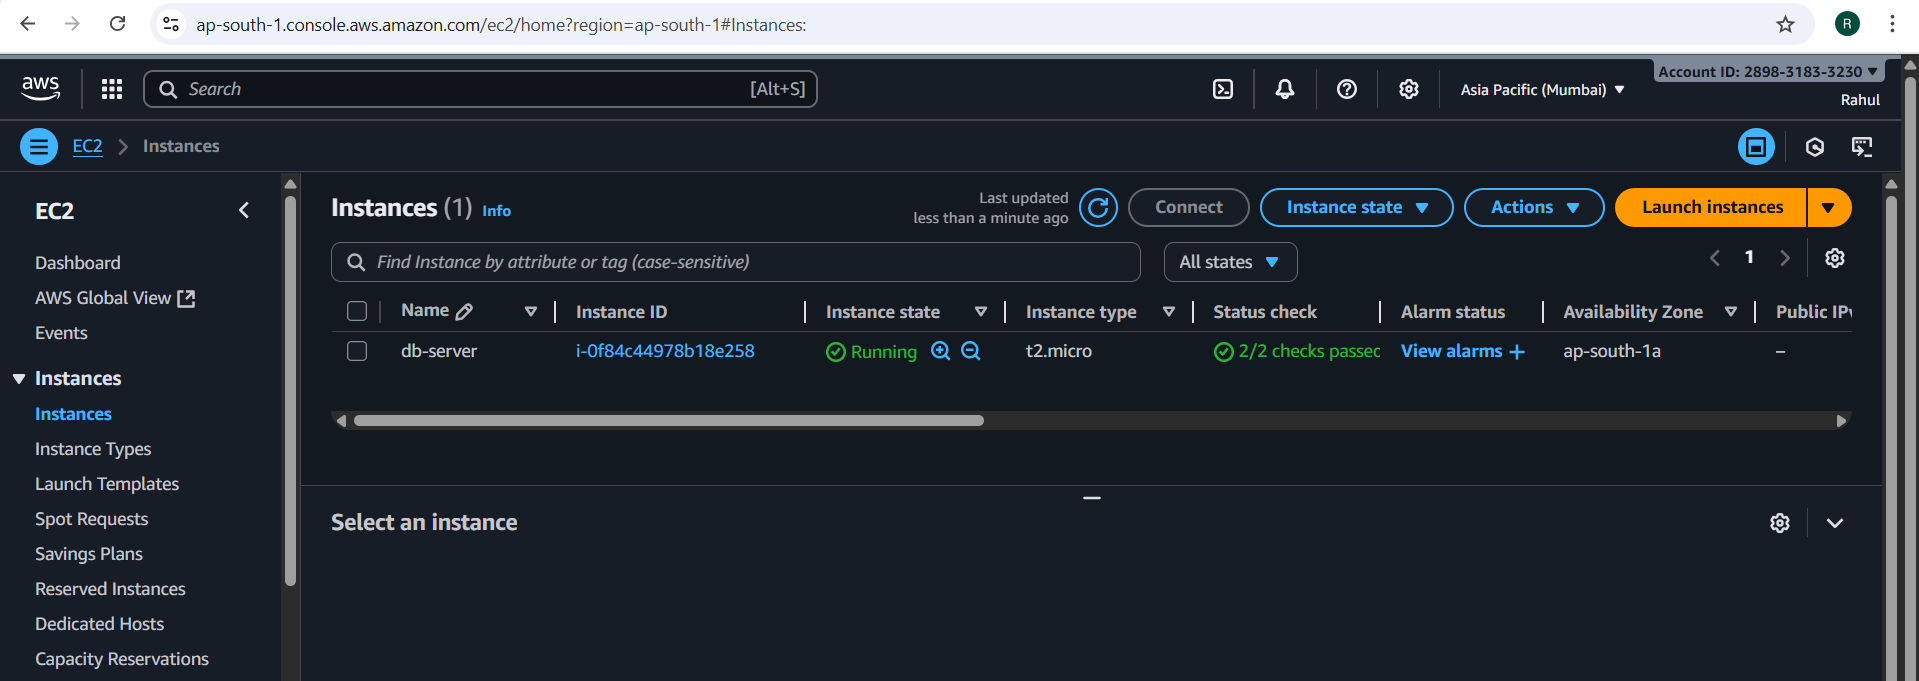 ap-south-1.console.aws.amazon.com/ec2/home?region=ap-south-1#Instances:
R
aws
Search
[Alt+S]
Asia Pacific (Mumbai)
Account ID: 2898-3183-3230
Rahul
EC2
Instances
EC2
Dashboard
AWS Global View
Events
Instances
Instances
Instance Types
Launch Templates
Spot Requests
Savings Plans
Reserved Instances
Dedicated Hosts
Capacity Reservations
Instances (1) Info
Last updated
less than a minute ago
Connect
Instance state
Actions
Launch instances
Find Instance by attribute or tag (case-sensitive)
All states
1
Name Instance ID Instance state Instance type Status check Alarm status Availability Zone Public IPv
db-server i-0f84c44978b18e258 Running t2.micro 2/2 checks passec View alarms + ap-south-1a –
Select an instance